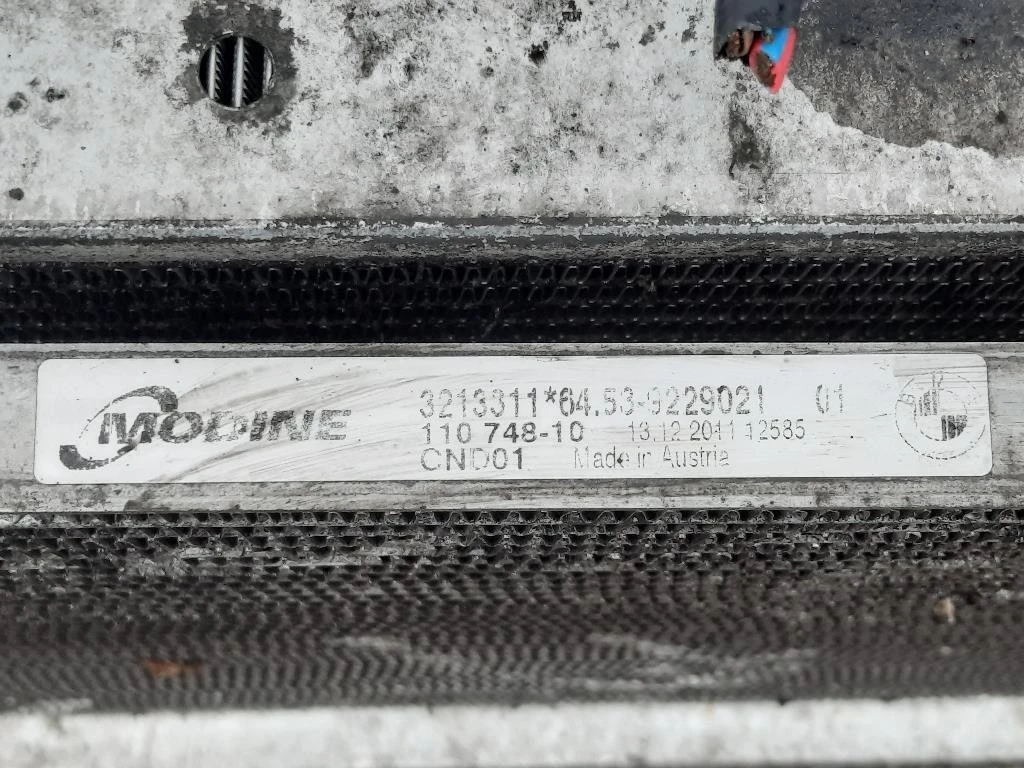 MODINE
3213311*64.53-9229021 01
110 748-10 13.12.2011 12585
CND01 Made in Austria